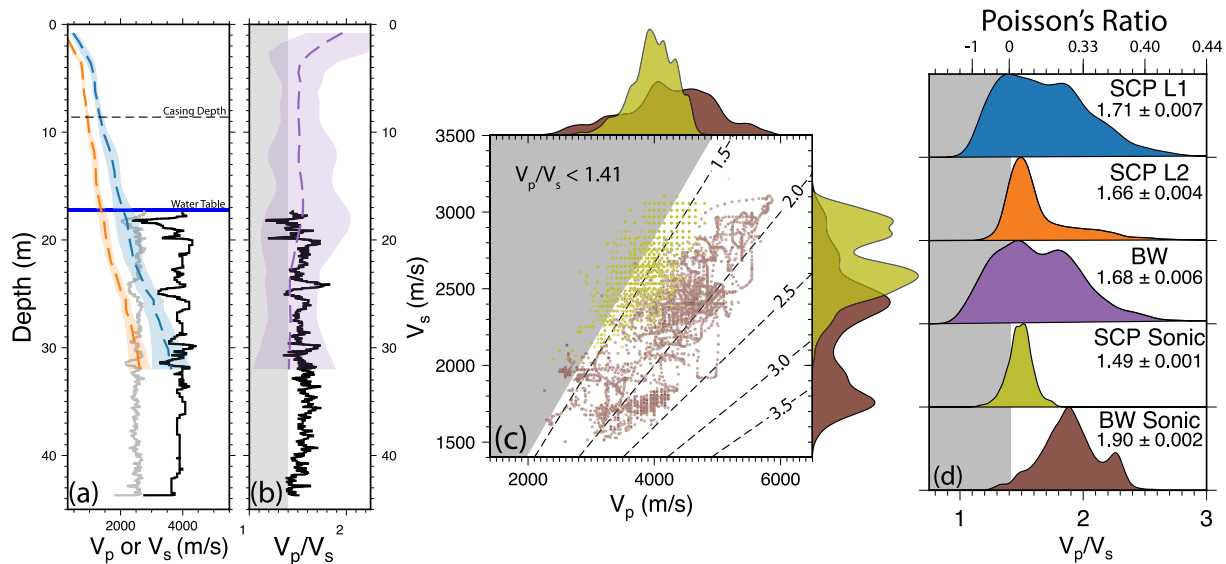 0
10
20
30
40
Depth (m)
Casing Depth
Water Table
(a)
2000
4000
Vp or Vs (m/s)
0
10
20
30
40
(b)
1
2
Vp/Vs
3500
3000
2500
2000
1500
Vs (m/s)
Vp/Vs < 1.41
1.5
2.0
2.5
3.0
3.5
(c)
2000
4000
6000
Vp (m/s)
Poisson's Ratio
-1
0
0.33
0.40
0.44
SCP L1
1.71 ± 0.007
SCP L2
1.66 ± 0.004
BW
1.68 ± 0.006
SCP Sonic
1.49 ± 0.001
BW Sonic
1.90 ± 0.002
(d)
1
2
3
Vp/Vs